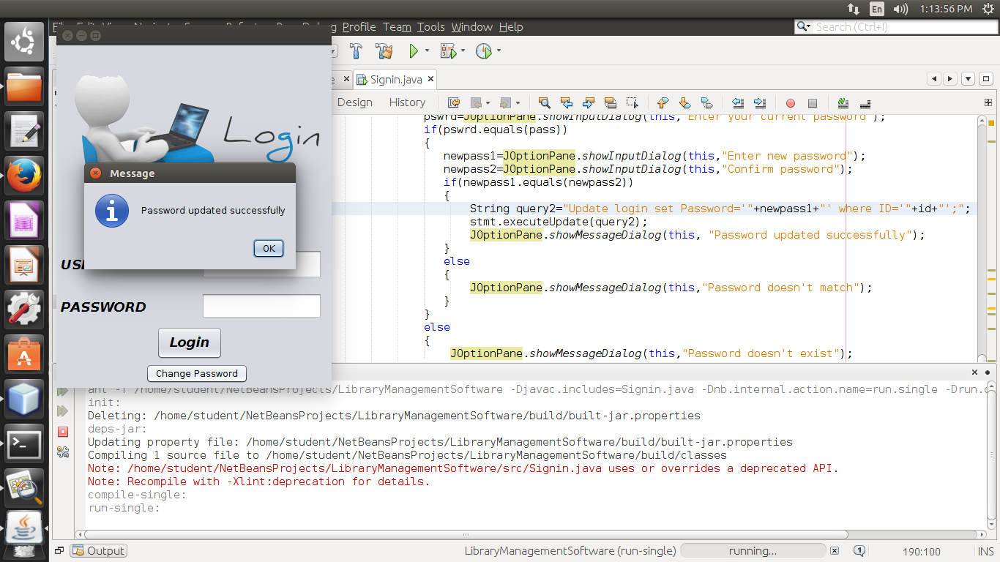 En 1:13:56 PM
Profile Team Tools Window Help
Search (Ctrl+I)
Signin.java
Design History
Login
pswrd=JOptionPane.showInputDialog(this,"Enter your current password");
if(pswrd.equals(pass))
{
newpass1=JOptionPane.showInputDialog(this,"Enter new password");
newpass2=JOptionPane.showInputDialog(this,"Confirm password");
if(newpass1.equals(newpass2))
{
String query2="Update login set Password='"+newpass1+"' where ID='"+id+"';";
stmt.executeUpdate(query2);
JOptionPane.showMessageDialog(this, "Password updated successfully");
}
else
{
JOptionPane.showMessageDialog(this,"Password doesn't match");
}
}
else
{
JOptionPane.showMessageDialog(this,"Password doesn't exist");
Message
Password updated successfully
OK
PASSWORD
Login
Change Password
ant -f /home/student/NetBeansProjects/LibraryManagementSoftware -Djavac.includes=Signin.java -Dnb.internal.action.name=run.single -Drun.
init:
Deleting: /home/student/NetBeansProjects/LibraryManagementSoftware/build/built-jar.properties
deps-jar:
Updating property file: /home/student/NetBeansProjects/LibraryManagementSoftware/build/built-jar.properties
Compiling 1 source file to /home/student/NetBeansProjects/LibraryManagementSoftware/build/classes
Note: /home/student/NetBeansProjects/LibraryManagementSoftware/src/Signin.java uses or overrides a deprecated API.
Note: Recompile with -Xlint:deprecation for details.
compile-single:
run-single:
Output
LibraryManagementSoftware (run-single) running... 1 190:100 INS